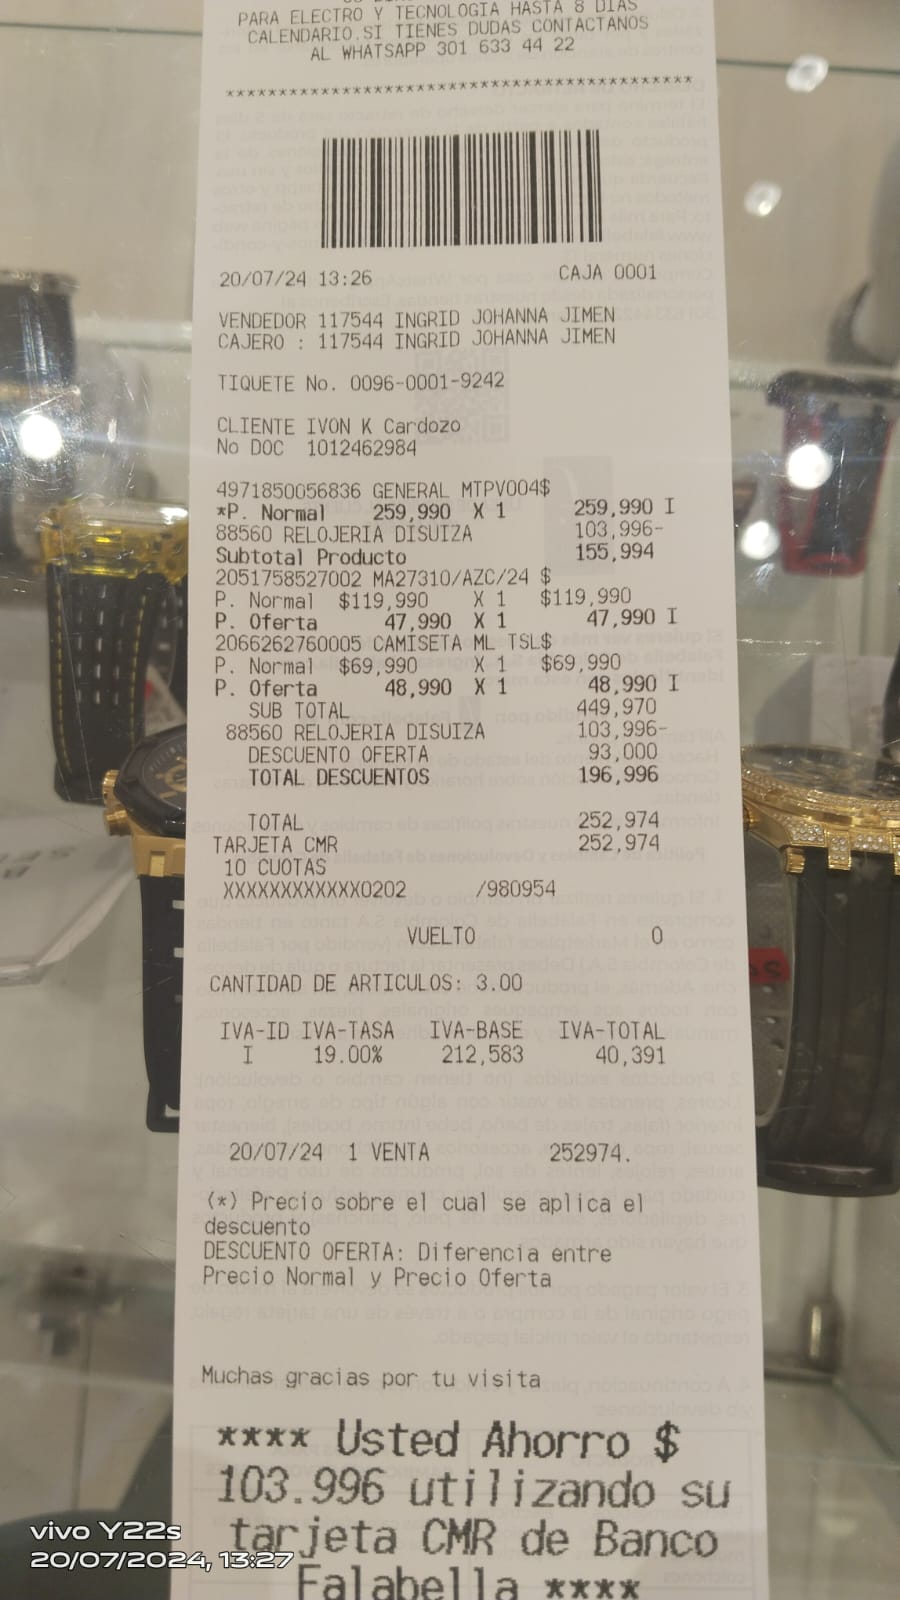 PARA ELECTRO Y TECNOLOGIA HASTA 8 DIAS
CALENDARIO.SI TIENES DUDAS CONTACTANOS
AL WHATSAPP 301 633 44 22
****************************************************
20/07/24 13:26 CAJA 0001
VENDEDOR 117544 INGRID JOHANNA JIMEN
CAJERO : 117544 INGRID JOHANNA JIMEN
TIQUETE No. 0096-0001-9242
CLIENTE IVON K Cardozo
No DOC 1012462984
4971850056836 GENERAL MTPV004$
*P. Normal 259,990 X 1 259,990 I
88560 RELOJERIA DISUIZA 103,996-
Subtotal Producto 155,994
2051758527002 MA27310/AZC/24 $
P. Normal $119,990 X 1 $119,990
P. Oferta 47,990 X 1 47,990 I
2066262760005 CAMISETA ML TSL$
P. Normal $69,990 X 1 $69,990
P. Oferta 48,990 X 1 48,990 I
SUB TOTAL 449,970
88560 RELOJERIA DISUIZA 103,996-
DESCUENTO OFERTA 93,000
TOTAL DESCUENTOS 196,996
TOTAL 252,974
TARJETA CMR 252,974
10 CUOTAS
XXXXXXXXXXXX0202 /980954
VUELTO 0
CANTIDAD DE ARTICULOS: 3.00
IVA-ID IVA-TASA IVA-BASE IVA-TOTAL
I 19.00% 212,583 40,391
20/07/24 1 VENTA 252974.
(*) Precio sobre el cual se aplica el
descuento
DESCUENTO OFERTA: Diferencia entre
Precio Normal y Precio Oferta
Muchas gracias por tu visita
**** Usted Ahorro $
103.996 utilizando su
tarjeta CMR de Banco
Falabella ****
vivo Y22s
20/07/2024, 13:27